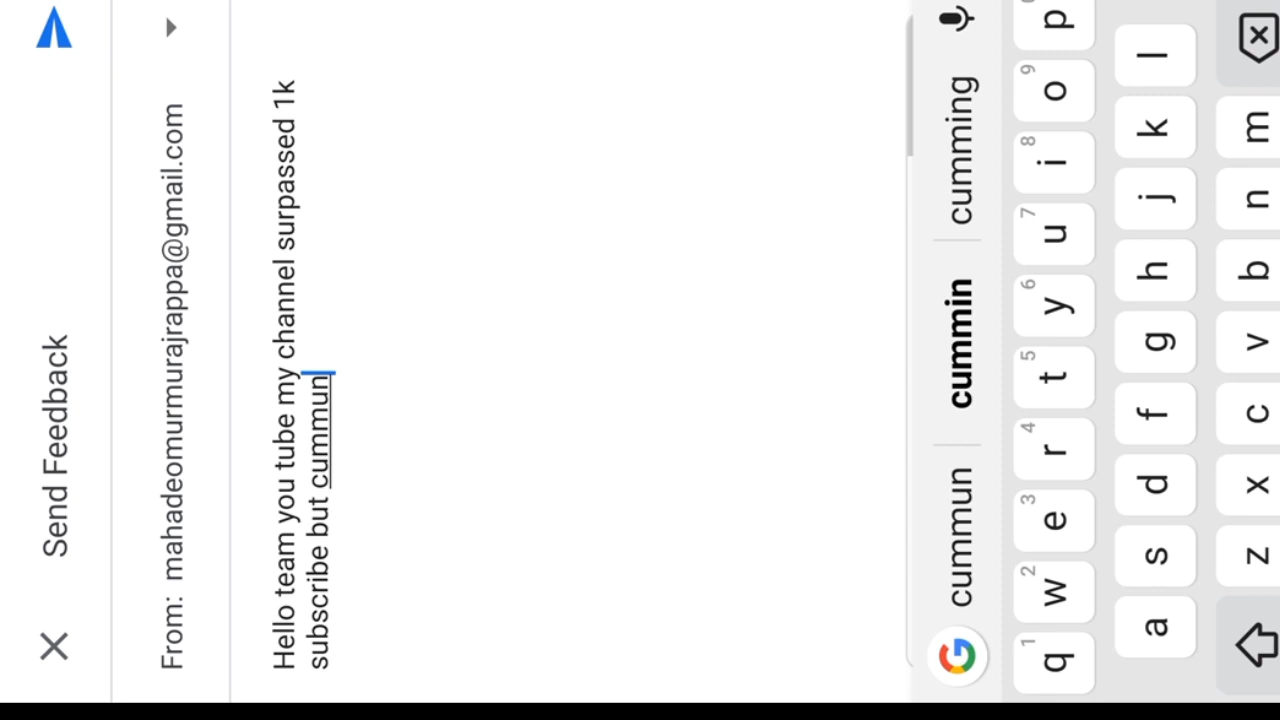 Send Feedback
From: mahadeomurmurajrappa@gmail.com
Hello team you tube my channel surpassed 1k
subscribe but cummun
cummun cummin cumming
1 2 3 4 5 6 7 8 9
q w e r t y u i o p
a s d f g h j k l
z x c v b n m